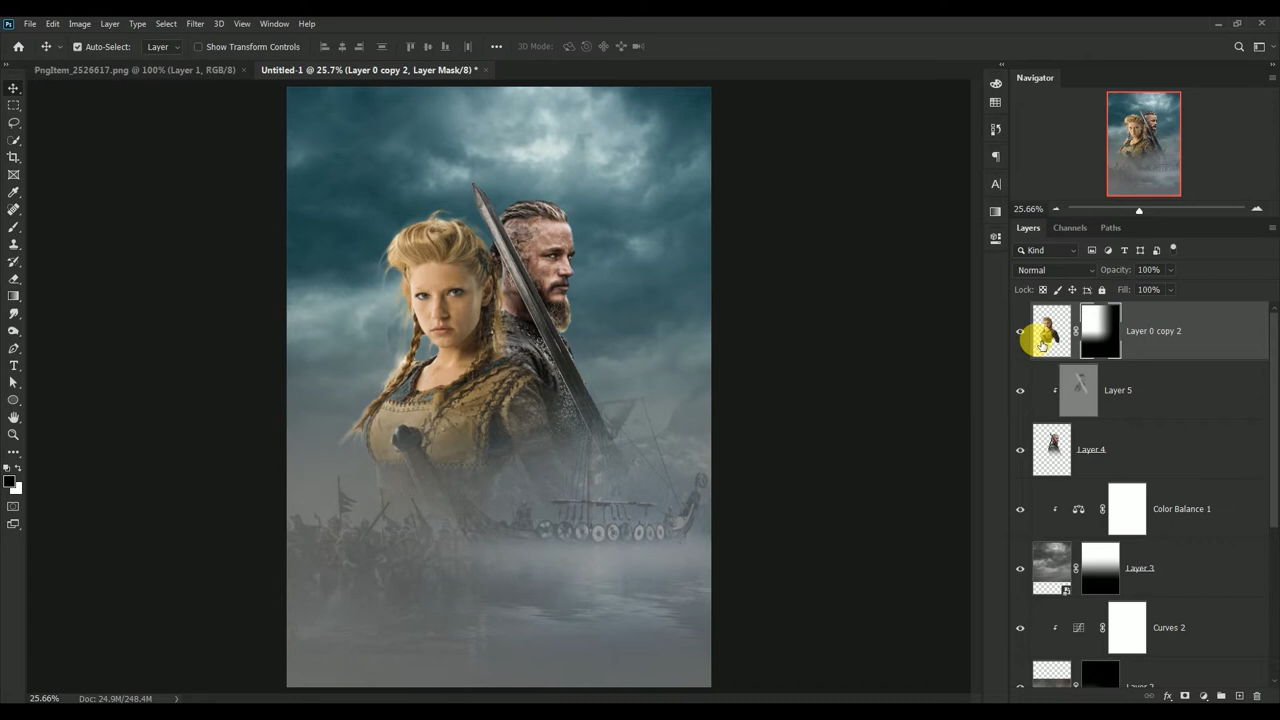 Ps File Edit Image Layer Type Select Filter 3D View Window Help
Auto-Select: Layer Show Transform Controls 3D Mode:
PngItem_2526617.png @ 100% (Layer 1, RGB/8) × Untitled-1 @ 25.7% (Layer 0 copy 2, Layer Mask/8) * ×
Navigator
25.66%
Layers Channels Paths
Kind
Normal Opacity: 100%
Lock: Fill: 100%
Layer 0 copy 2
Layer 5
Layer 4
Color Balance 1
Layer 3
Curves 2
25.66% Doc: 24.9M/248.4M